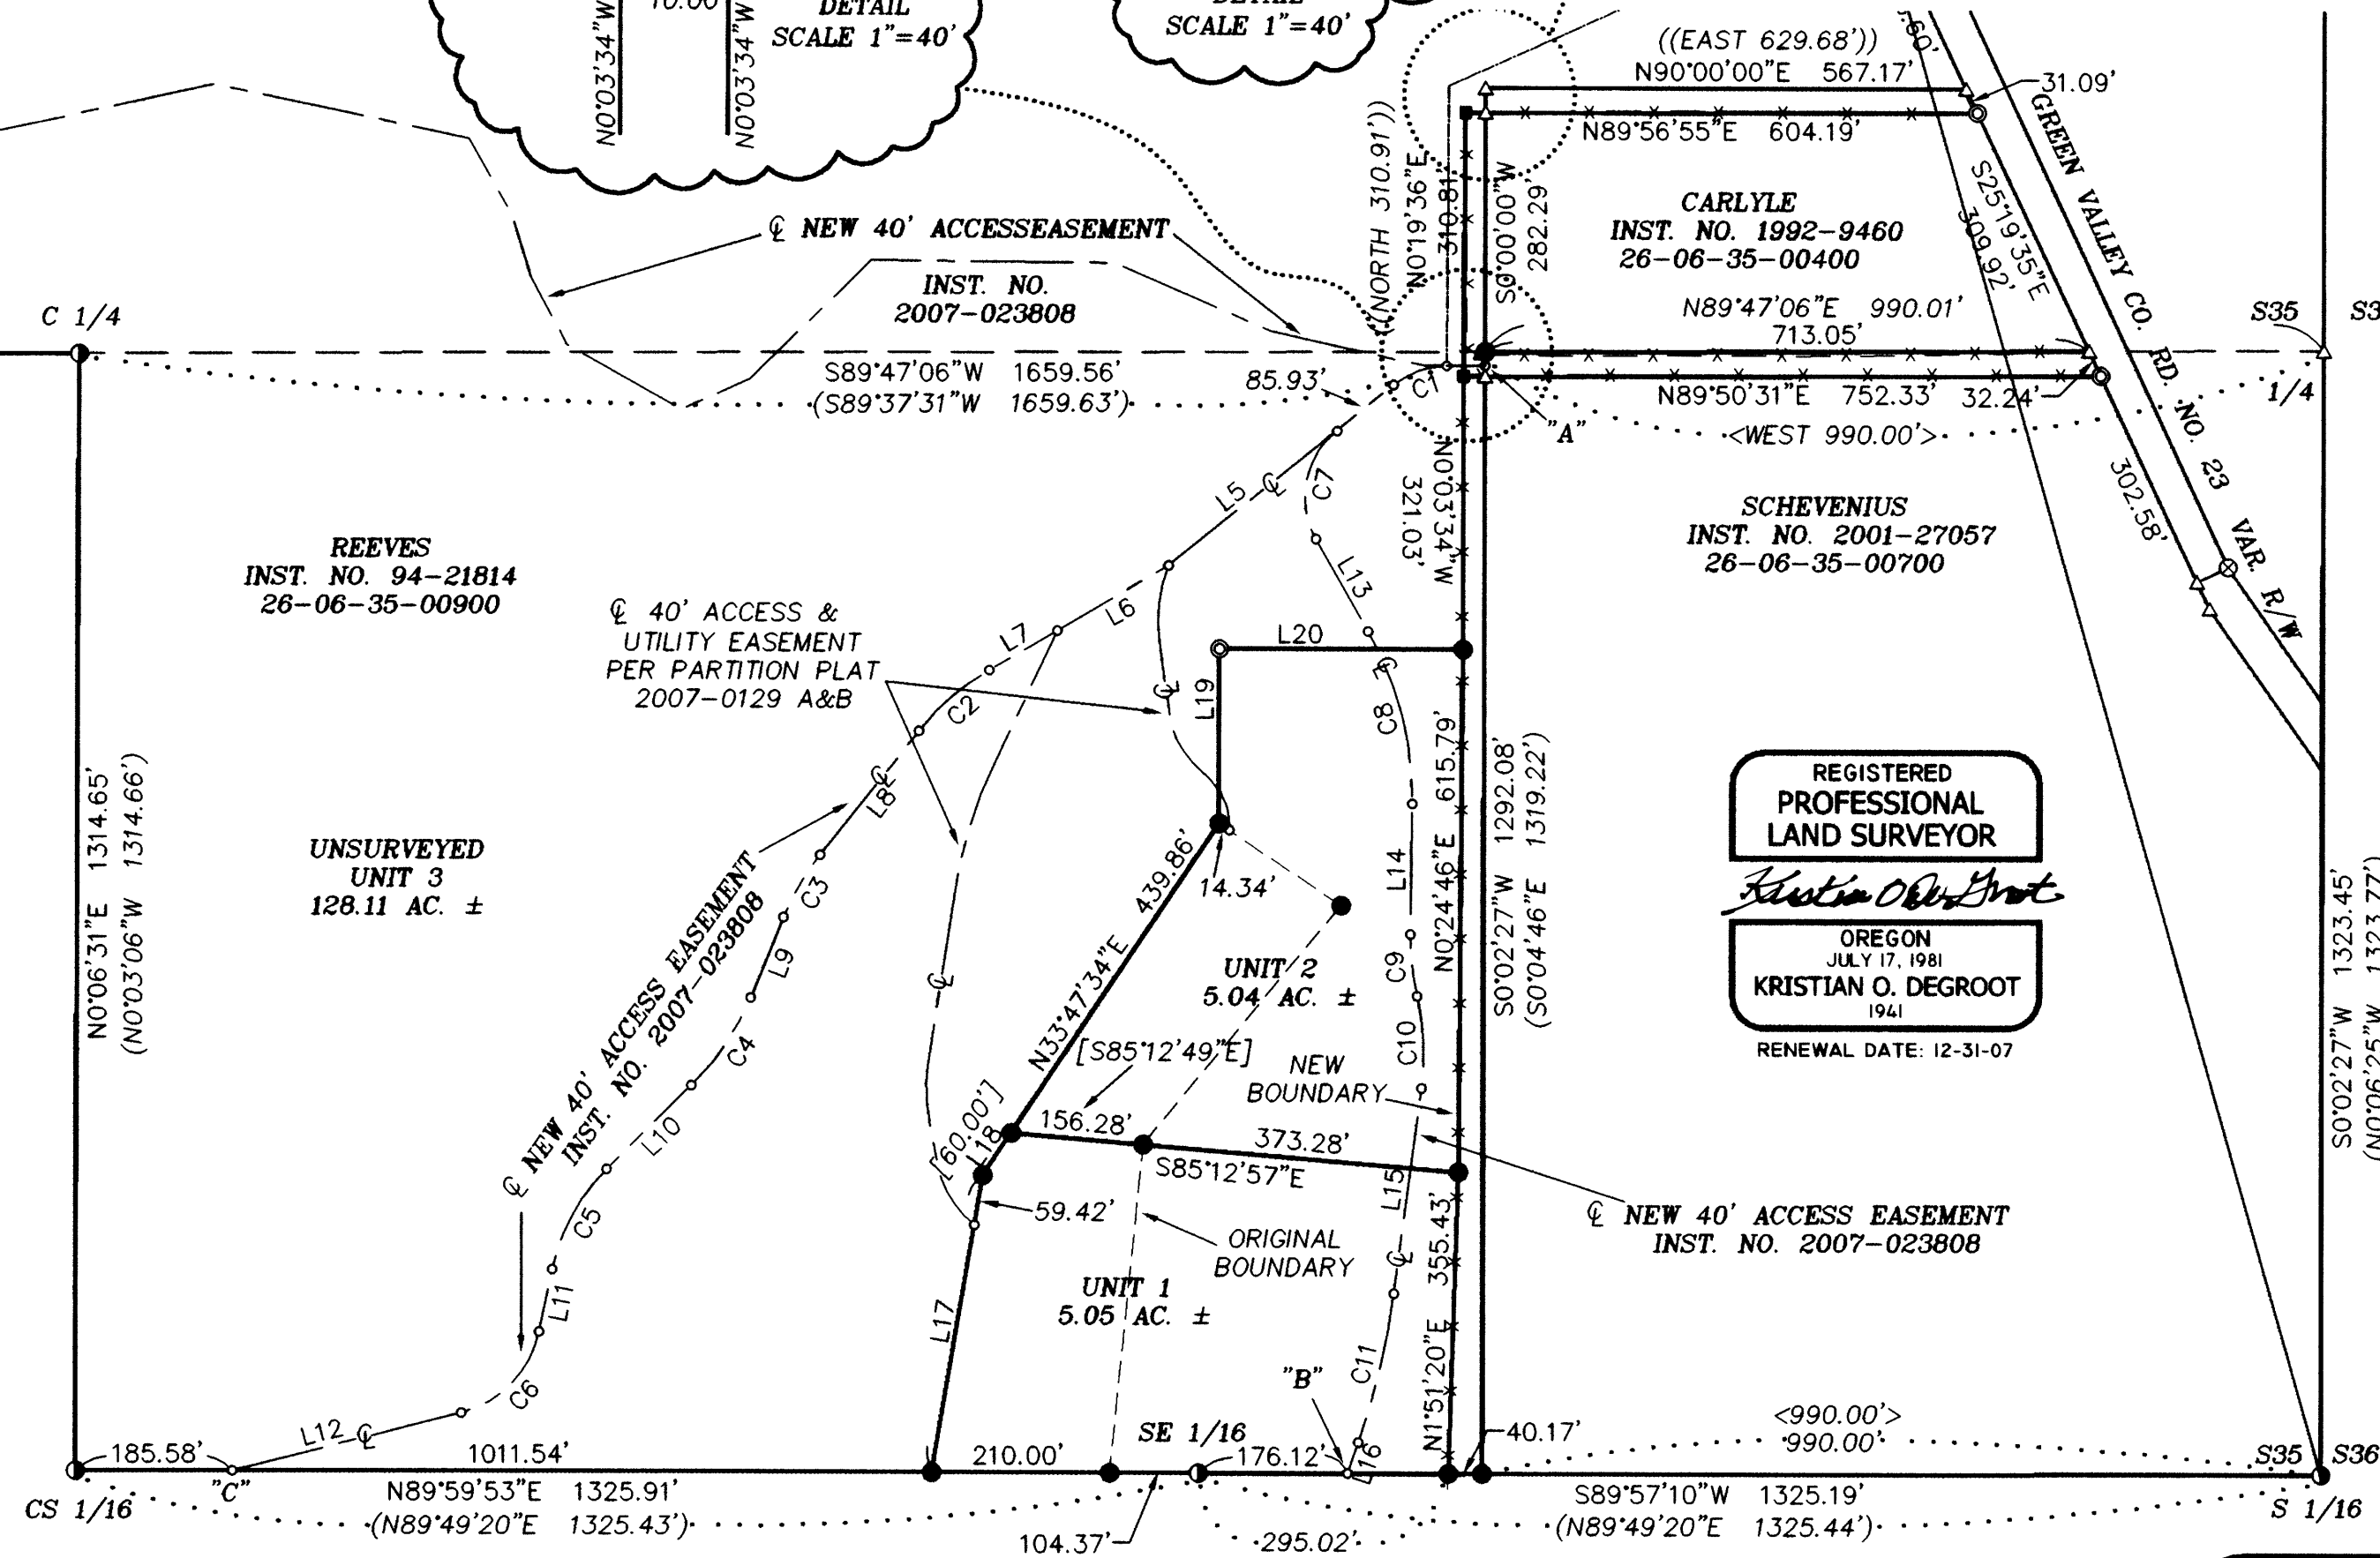 10.00'
N0°03'34"W
N0°03'34"W
DETAIL
SCALE 1"=40'
DETAIL
SCALE 1"=40'
((EAST 629.68'))
N90°00'00"E 567.17'
31.09'
N89°56'55"E 604.19'
GREEN VALLEY CO. RD. NO. 23 VAR. R/W
(NORTH 310.91'))
N0°19'36"E
310.81'
S0°00'00"W
282.29'
CARLYLE
INST. NO. 1992-9460
26-06-35-00400
S25°19'35"E
309.92'
℄ NEW 40' ACCESSEASEMENT
INST. NO.
2007-023808
N89°47'06"E 990.01'
713.05'
S35
C 1/4
S89°47'06"W 1659.56'
(S89°37'31"W 1659.63')
85.93'
C1
N89°50'31"E 752.33'
32.24'
1/4
"A"
<WEST 990.00'>
C7
L5 ℄
N0°03'34"W
321.03'
302.58'
SCHEVENIUS
INST. NO. 2001-27057
26-06-35-00700
REEVES
INST. NO. 94-21814
26-06-35-00900
L13
℄ 40' ACCESS &
UTILITY EASEMENT
PER PARTITION PLAT
2007-0129 A&B
L6
L7
L20
℄
L19
℄
C2
C8
℄
L8
N0°06'31"E 1314.65'
(N0°03'06"W 1314.66')
UNSURVEYED
UNIT 3
128.11 AC. ±
C3
439.86'
N33°47'34"E
14.34'
L14
N0°24'46"E 615.79'
S0°02'27"W 1292.08'
(S0°04'46"E 1319.22')
REGISTERED
PROFESSIONAL
LAND SURVEYOR
Kristian O DeGroot
OREGON
JULY 17, 1981
KRISTIAN O. DEGROOT
1941
RENEWAL DATE: 12-31-07
S0°02'27"W 1323.45'
(N0°06'25"W 1323.77')
L9
℄
UNIT 2
5.04 AC. ±
C9
C10
C4
℄ NEW 40' ACCESS EASEMENT
INST. NO. 2007-023808
[S85°12'49"E]
NEW
BOUNDARY
L10
[60.00']
L18
156.28'
373.28'
S85°12'57"E
L15
59.42'
C5
ORIGINAL
BOUNDARY
℄
355.43'
N1°51'20"E
℄ NEW 40' ACCESS EASEMENT
INST. NO. 2007-023808
L11
UNIT 1
5.05 AC. ±
L17
C11
C6
"B"
L12 ℄
SE 1/16
L16
40.17'
<990.00'>
990.00'
S35
S36
185.58'
1011.54'
210.00'
176.12'
"C"
CS 1/16
N89°59'53"E 1325.91'
(N89°49'20"E 1325.43')
104.37'
295.02'
S89°57'10"W 1325.19'
(N89°49'20"E 1325.44')
S 1/16